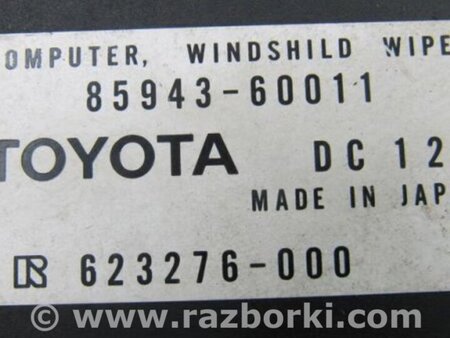 OMPUTER, WINDSHILD WIPE
85943-60011
TOYOTA DC 12
MADE IN JAP
R 623276-000
© www.razborki.com